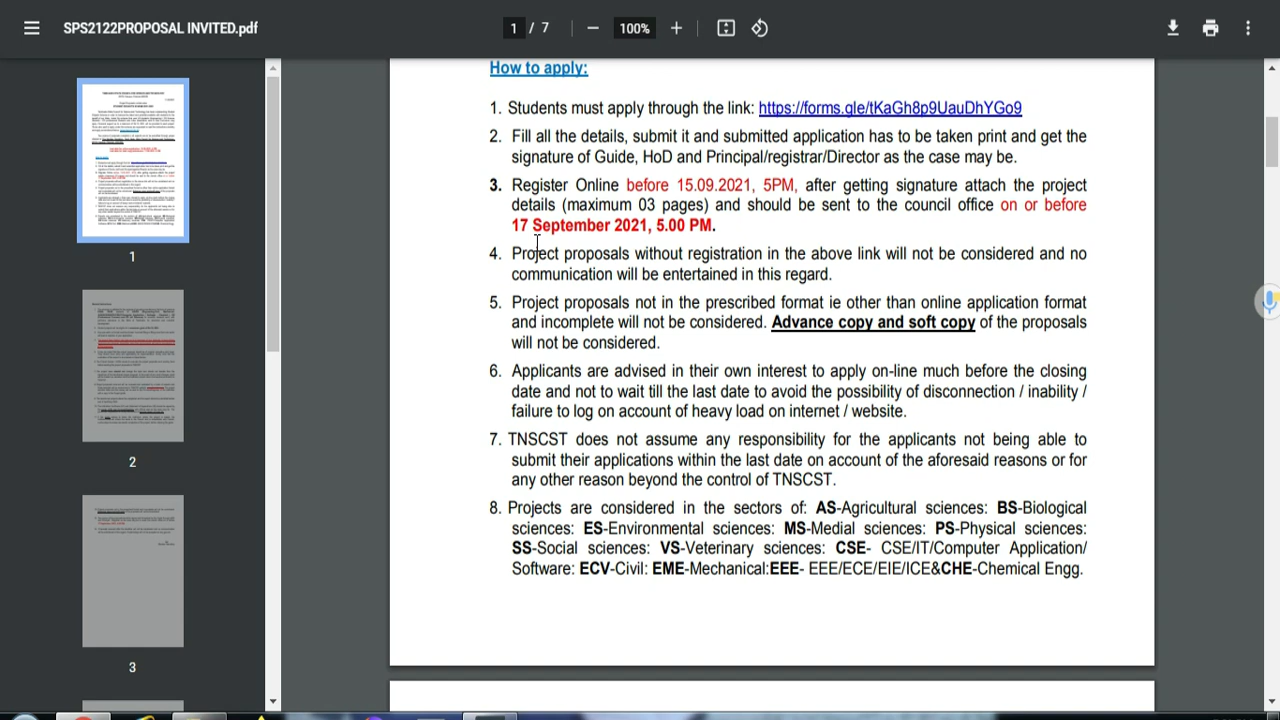 SPS2122PROPOSAL INVITED.pdf
1 / 7
100%
How to apply:
1. Students must apply through the link: https://forms.gle/tKaGh8p9UauDhYGo9
2. Fill all the details, submit it and submitted application has to be taken print and get the
signature of Guide, HoD and Principal/registrar/director as the case may be.
3. Register Online before 15.09.2021, 5PM, getting signature attach the project
details (maximum 03 pages) and should be sent to the council office on or before
17 September 2021, 5.00 PM.
4. Project proposals without registration in the above link will not be considered and no
communication will be entertained in this regard.
5. Project proposals not in the prescribed format ie other than online application format
and incomplete will not be considered. Advance copy and soft copy of the proposals
will not be considered.
6. Applicants are advised in their own interest to apply on-line much before the closing
date and not to wait till the last date to avoid the possibility of disconnection / inability /
failure to log on account of heavy load on internet / website.
7. TNSCST does not assume any responsibility for the applicants not being able to
submit their applications within the last date on account of the aforesaid reasons or for
any other reason beyond the control of TNSCST.
8. Projects are considered in the sectors of: AS-Agricultural sciences: BS-Biological
sciences: ES-Environmental sciences: MS-Medial sciences: PS-Physical sciences:
SS-Social sciences: VS-Veterinary sciences: CSE- CSE/IT/Computer Application/
Software: ECV-Civil: EME-Mechanical:EEE- EEE/ECE/EIE/ICE&CHE-Chemical Engg.
1
2
3